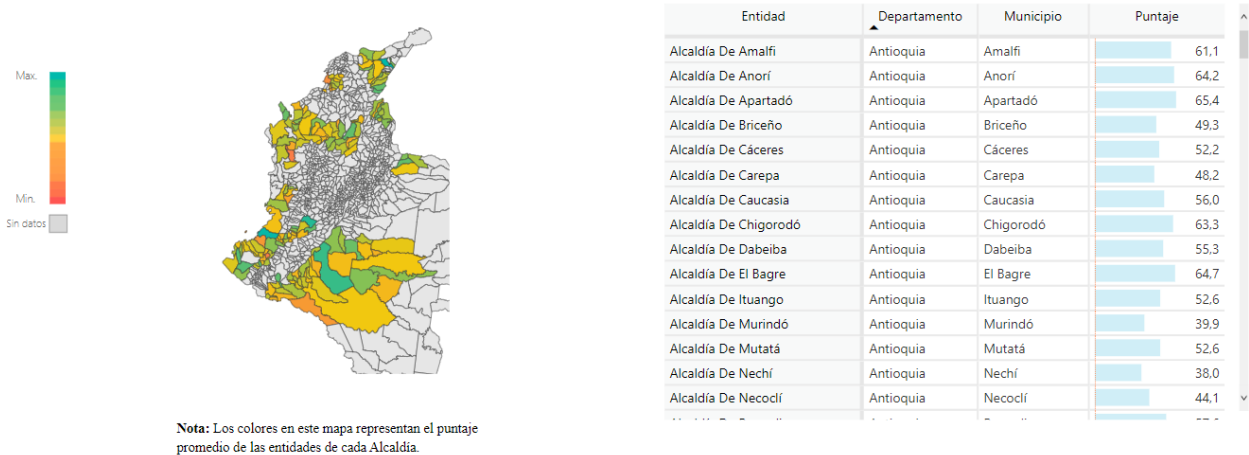 Max.
Min.
Sin datos
Nota: Los colores en este mapa representan el puntaje
promedio de las entidades de cada Alcaldía.
Entidad Departamento Municipio Puntaje
Alcaldía De Amalfi Antioquia Amalfi 61,1
Alcaldía De Anorí Antioquia Anorí 64,2
Alcaldía De Apartadó Antioquia Apartadó 65,4
Alcaldía De Briceño Antioquia Briceño 49,3
Alcaldía De Cáceres Antioquia Cáceres 52,2
Alcaldía De Carepa Antioquia Carepa 48,2
Alcaldía De Caucasia Antioquia Caucasia 56,0
Alcaldía De Chigorodó Antioquia Chigorodó 63,3
Alcaldía De Dabeiba Antioquia Dabeiba 55,3
Alcaldía De El Bagre Antioquia El Bagre 64,7
Alcaldía De Ituango Antioquia Ituango 52,6
Alcaldía De Murindó Antioquia Murindó 39,9
Alcaldía De Mutatá Antioquia Mutatá 52,6
Alcaldía De Nechí Antioquia Nechí 38,0
Alcaldía De Necoclí Antioquia Necoclí 44,1